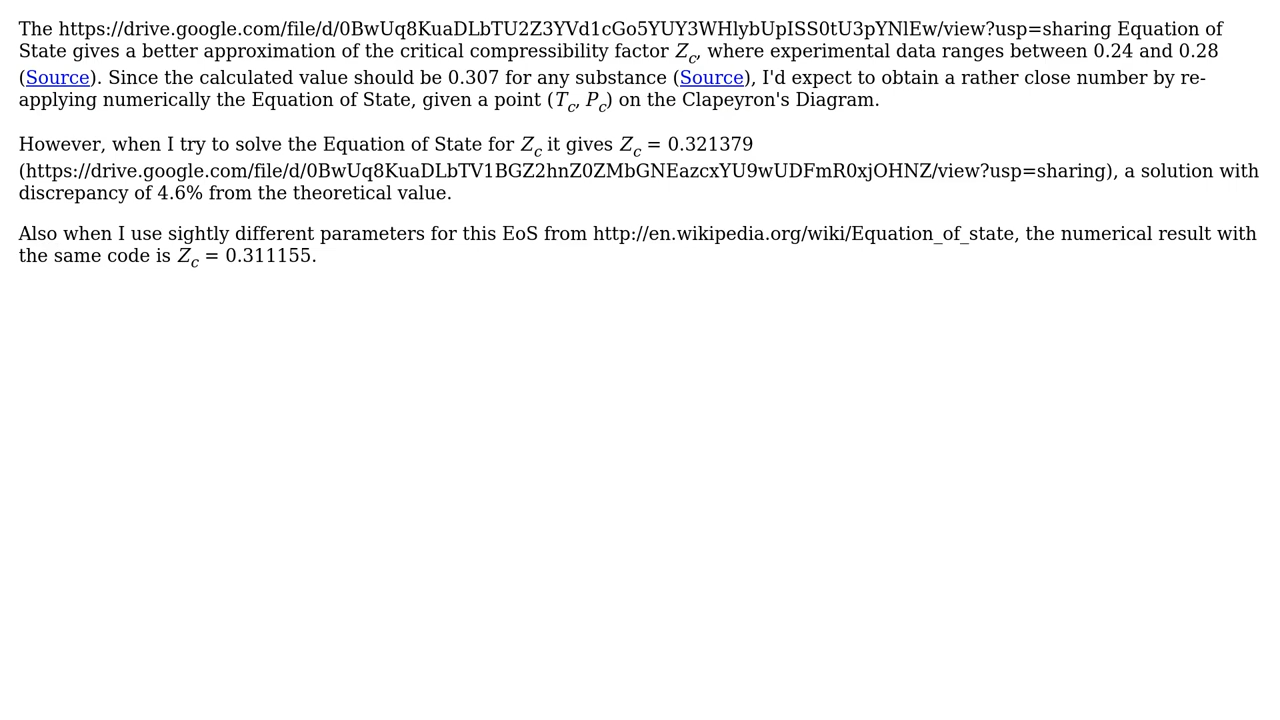 The https://drive.google.com/file/d/0BwUq8KuaDLbTU2Z3YVd1cGo5YUY3WHlybUpISS0tU3pYNlEw/view?usp=sharing Equation of
State gives a better approximation of the critical compressibility factor Zc, where experimental data ranges between 0.24 and 0.28
(Source). Since the calculated value should be 0.307 for any substance (Source), I'd expect to obtain a rather close number by re-
applying numerically the Equation of State, given a point (Tc, Pc) on the Clapeyron's Diagram.
However, when I try to solve the Equation of State for Zc it gives Zc = 0.321379
(https://drive.google.com/file/d/0BwUq8KuaDLbTV1BGZ2hnZ0ZMbGNEazcxYU9wUDFmR0xjOHNZ/view?usp=sharing), a solution with
discrepancy of 4.6% from the theoretical value.
Also when I use sightly different parameters for this EoS from http://en.wikipedia.org/wiki/Equation_of_state, the numerical result with
the same code is Zc = 0.311155.